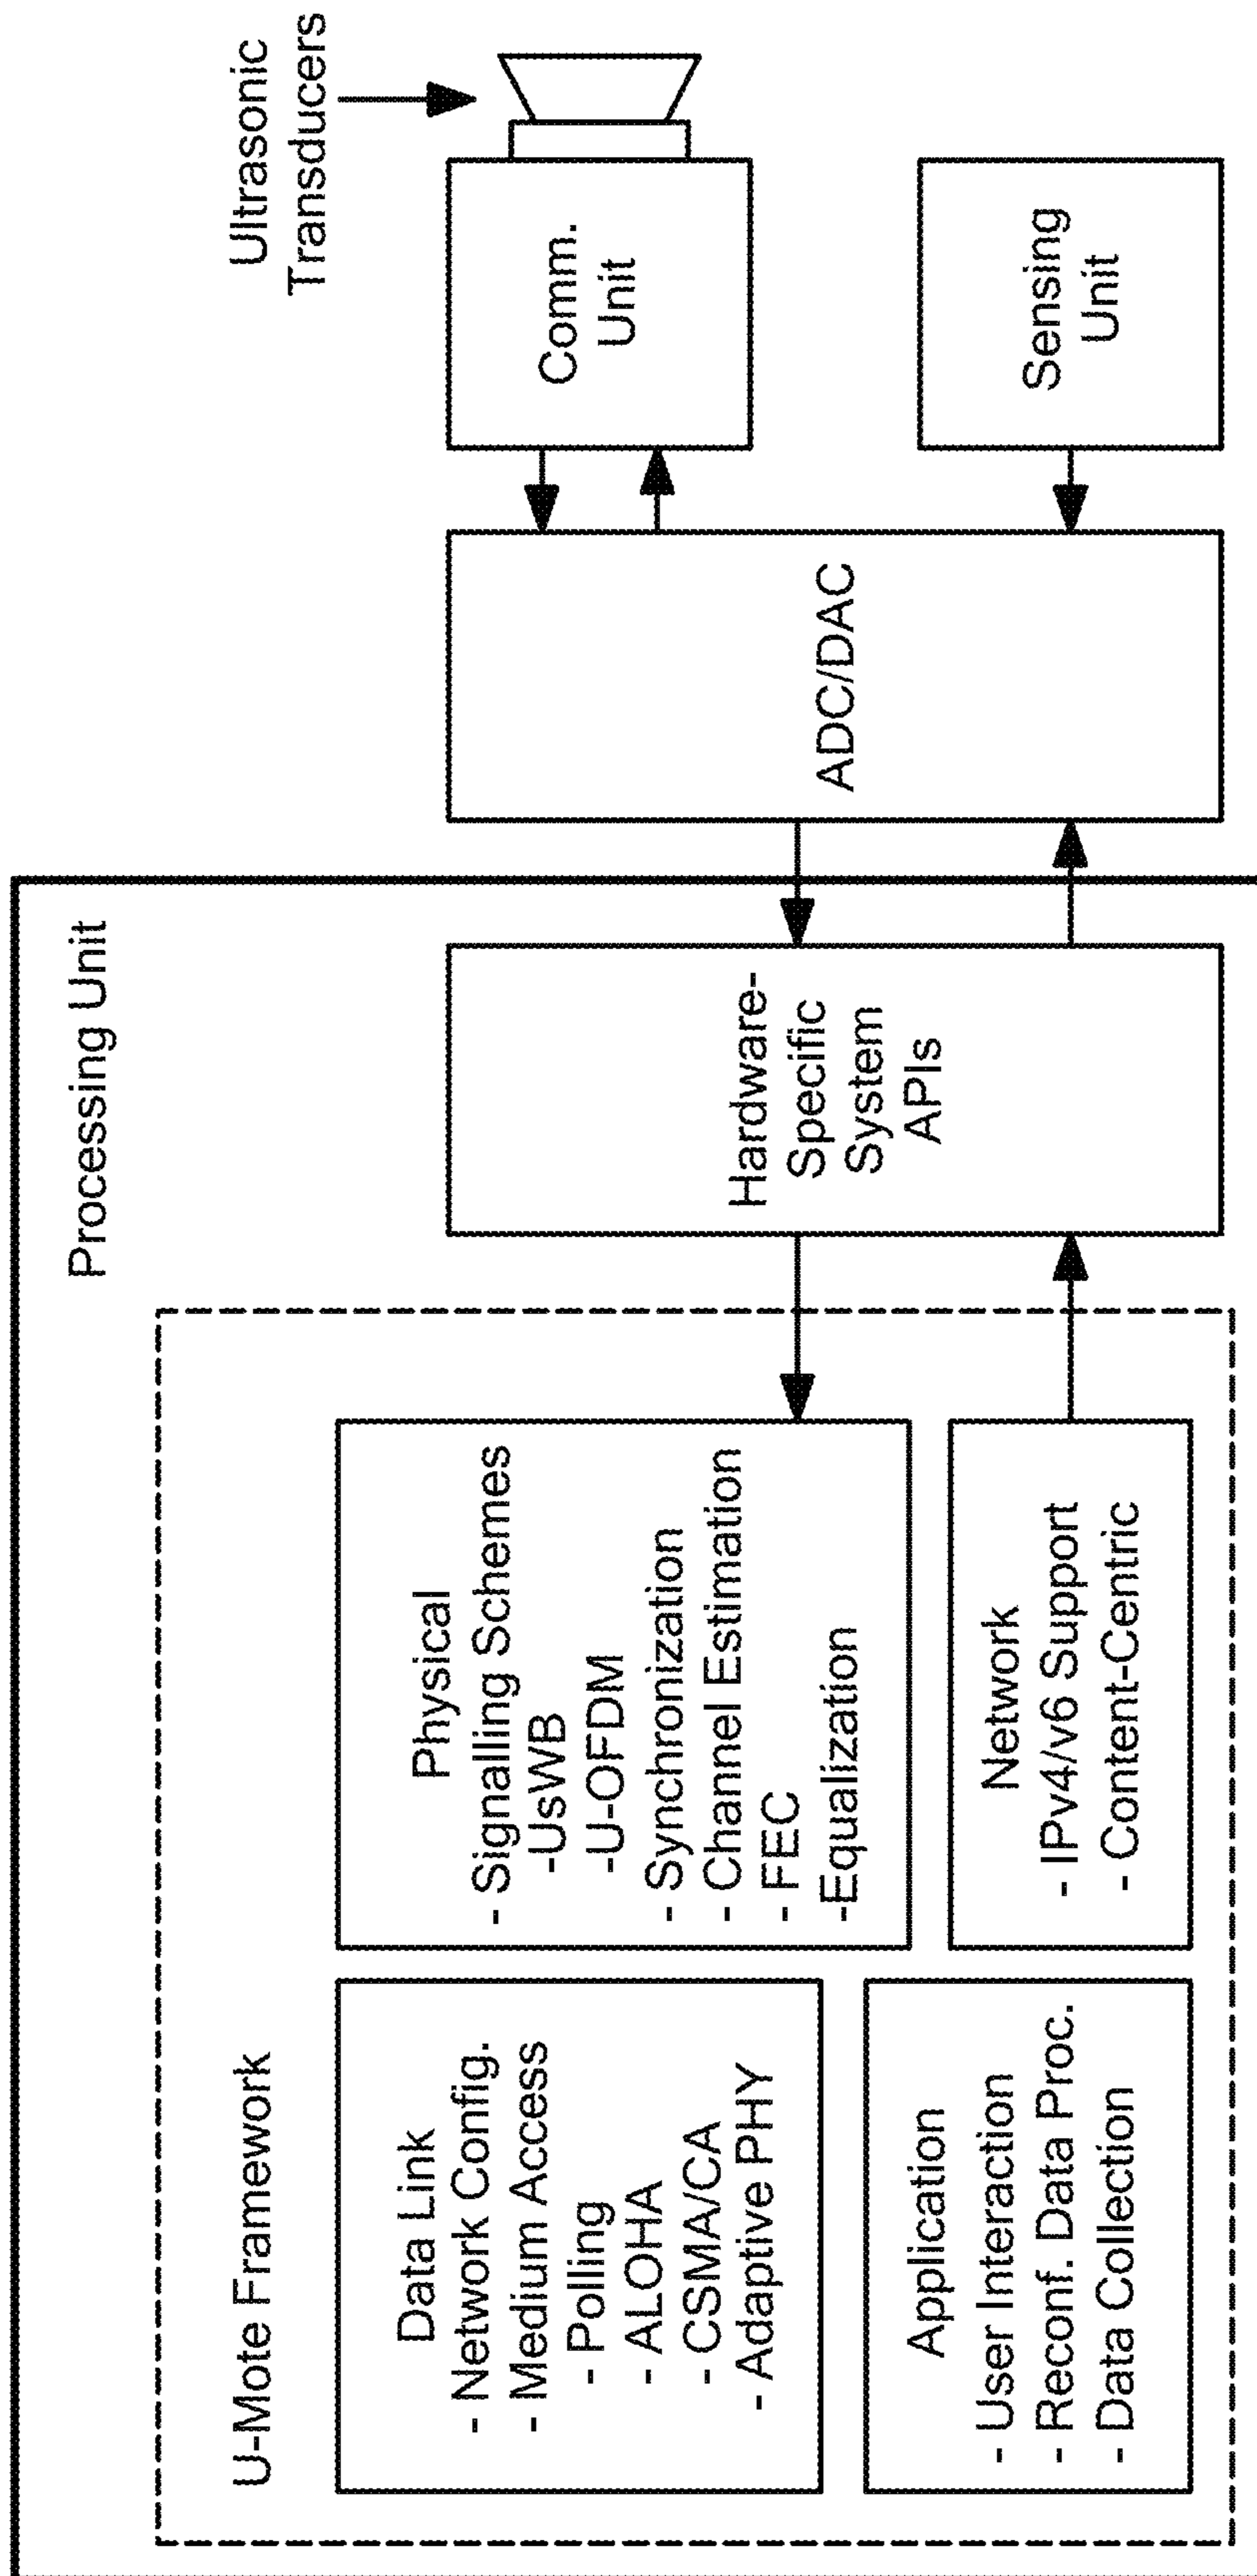 Processing Unit
U-Mote Framework
Data Link
- Network Config.
- Medium Access
- Polling
- ALOHA
- CSMA/CA
- Adaptive PHY
Physical
- Signalling Schemes
-UsWB
-U-OFDM
- Synchronization
- Channel Estimation
- FEC
-Equalization
Application
- User Interaction
- Reconf. Data Proc.
- Data Collection
Network
- IPv4/v6 Support
- Content-Centric
Hardware-
Specific
System
APIs
ADC/DAC
Ultrasonic
Transducers
Comm.
Unit
Sensing
Unit